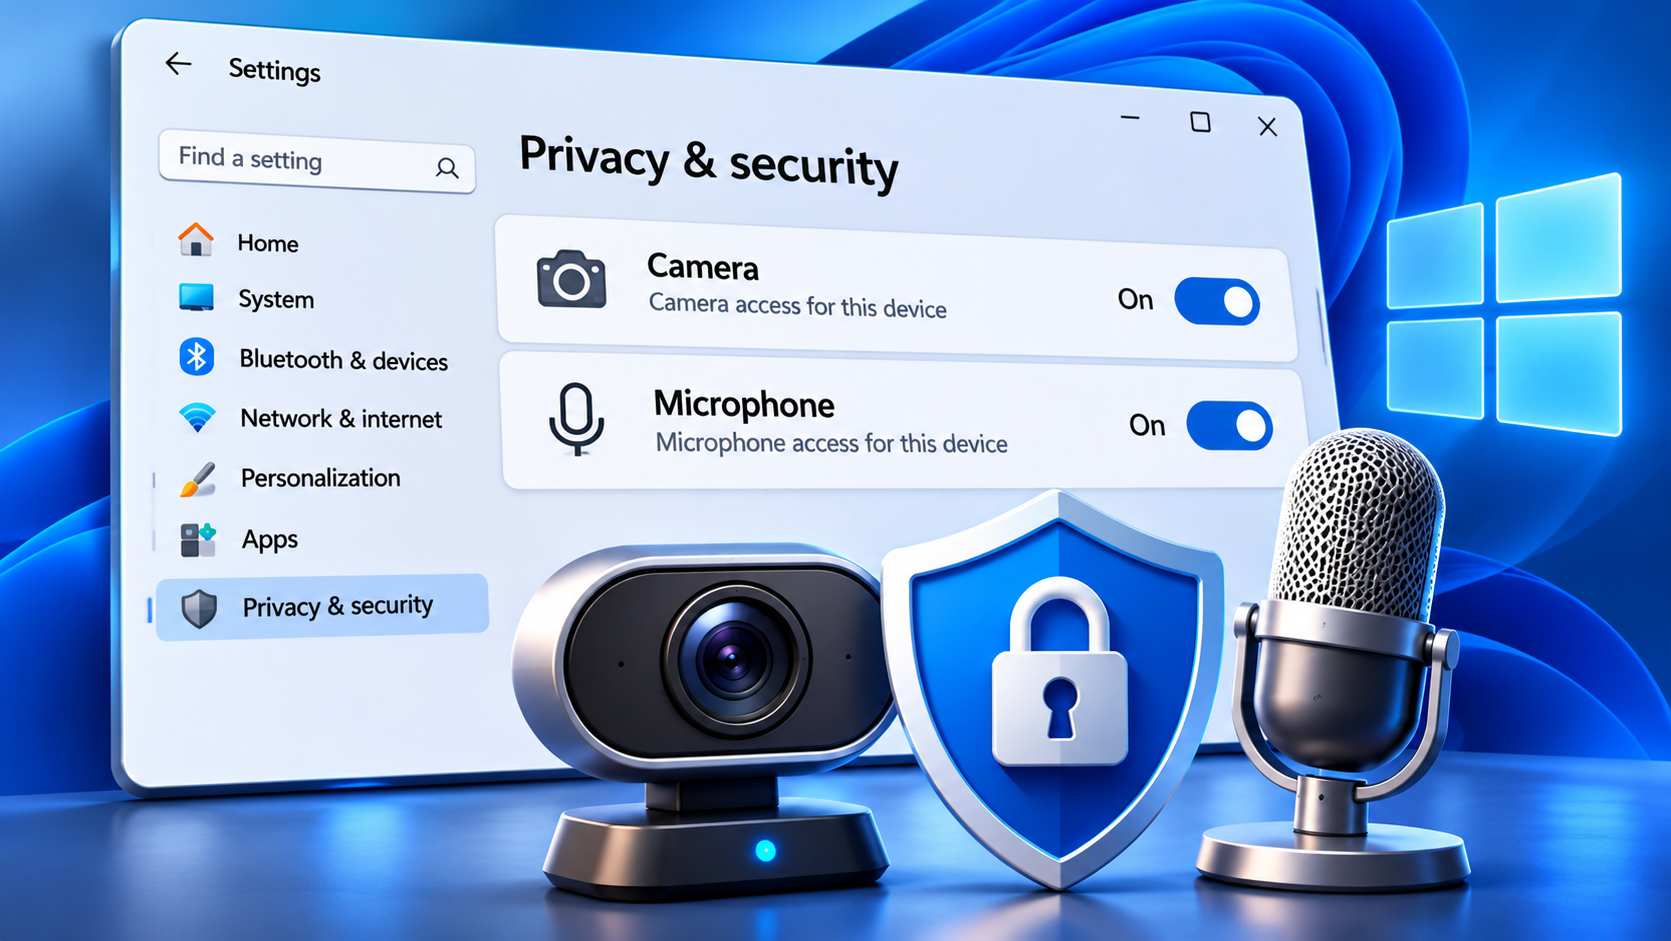 Settings
Find a setting
Home
System
Bluetooth & devices
Network & internet
Personalization
Apps
Privacy & security
Privacy & security
Camera
Camera access for this device
On
Microphone
Microphone access for this device
On